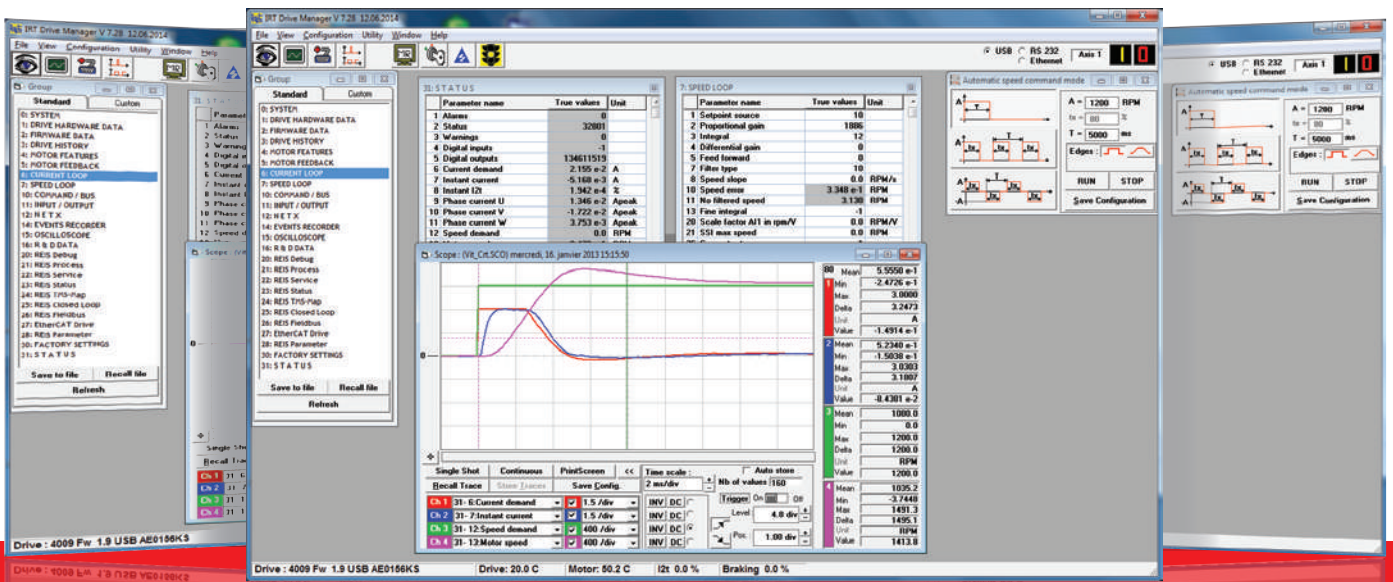 IRT Drive Manager V 7.28 12.06.2014
File View Configuration Utility Window Help
USB RS 232 Ethernet Axis 1
Group
Standard Custom
0: SYSTEM
1: DRIVE HARDWARE DATA
2: FIRMWARE DATA
3: DRIVE HISTORY
4: MOTOR FEATURES
5: MOTOR FEEDBACK
6: CURRENT LOOP
7: SPEED LOOP
10: COMMAND / BUS
11: INPUT / OUTPUT
12: N E T X
14: EVENTS RECORDER
15: OSCILLOSCOPE
16: R & D DATA
20: REIS Debug
21: REIS Process
22: REIS Service
23: REIS Status
24: REIS TMS-Map
25: REIS Closed Loop
26: REIS Fieldbus
27: EtherCAT Drive
28: REIS Parameter
30: FACTORY SETTINGS
31: S T A T U S
Save to file Recall file
Refresh
31: S T A T U S
Parameter name True values Unit
1 Alarms 0
2 Status 32801
3 Warnings 0
4 Digital inputs -1
5 Digital outputs 134611519
6 Current demand 2.155 e-2 A
7 Instant current -5.168 e-3 A
8 Instant I2t 1.942 e-4 %
9 Phase current U 1.346 e-2 Apeak
10 Phase current V -1.722 e-2 Apeak
11 Phase current W 3.753 e-3 Apeak
12 Speed demand 0.0 RPM
7: SPEED LOOP
Parameter name True values Unit
1 Setpoint source 10
2 Proportional gain 1886
3 Integral 12
4 Differential gain 0
5 Feed forward 0
7 Filter type 10
8 Speed slope 0.0 RPM/s
10 Speed error 3.348 e-1 RPM
11 No filtered speed 3.130 RPM
13 Fine integral -1
20 Scale factor AI1 in rpm/V 0.0 RPM/V
21 SSI max speed 0.0 RPM
Automatic speed command mode
A = 1200 RPM
tx = 80 %
T = 5000 ms
Edges :
RUN STOP
Save Configuration
Scope : (Vit_Crt.SCO) mercredi, 16. janvier 2013 15:15:50
0
80 Mean 5.5550 e-1
1 Min -2.4726 e-1
Max 3.0000
Delta 3.2473
Unit A
Value -1.4914 e-1
2 Mean 5.2340 e-1
Min -1.5038 e-1
Max 3.0303
Delta 3.1807
Unit A
Value -8.4381 e-2
3 Mean 1000.0
Min 0.0
Max 1200.0
Delta 1200.0
Unit RPM
Value 1200.0
4 Mean 1035.2
Min -3.7448
Max 1491.3
Delta 1495.1
Unit RPM
Value 1413.8
Single Shot Continuous PrintScreen << Time scale : Auto store
Recall Trace Store Traces Save Config. 2 ms/div Nb of values 160
Ch 1 31- 6:Current demand 1.5 /div INV DC Trigger On Off
Ch 2 31- 7:Instant current 1.5 /div INV DC Level 4.0 div
Ch 3 31- 12:Speed demand 400 /div INV DC
Ch 4 31- 13:Motor speed 400 /div INV DC Pos. 1.00 div
Drive : 4009 Fw 1.9 USB AE0156KS Drive: 20.0 C Motor: 50.2 C I2t 0.0 % Braking 0.0 %